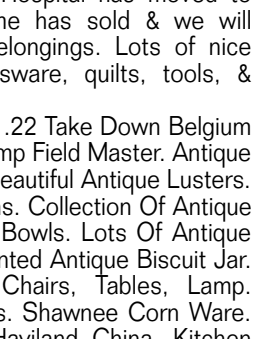 has moved to
me has sold & we will
elongings. Lots of nice
sware, quilts, tools, &
.22 Take Down Belgium
mp Field Master. Antique
eautiful Antique Lusters.
s. Collection Of Antique
Bowls. Lots Of Antique
nted Antique Biscuit Jar.
Chairs, Tables, Lamp.
s. Shawnee Corn Ware.
Haviland China. Kitchen